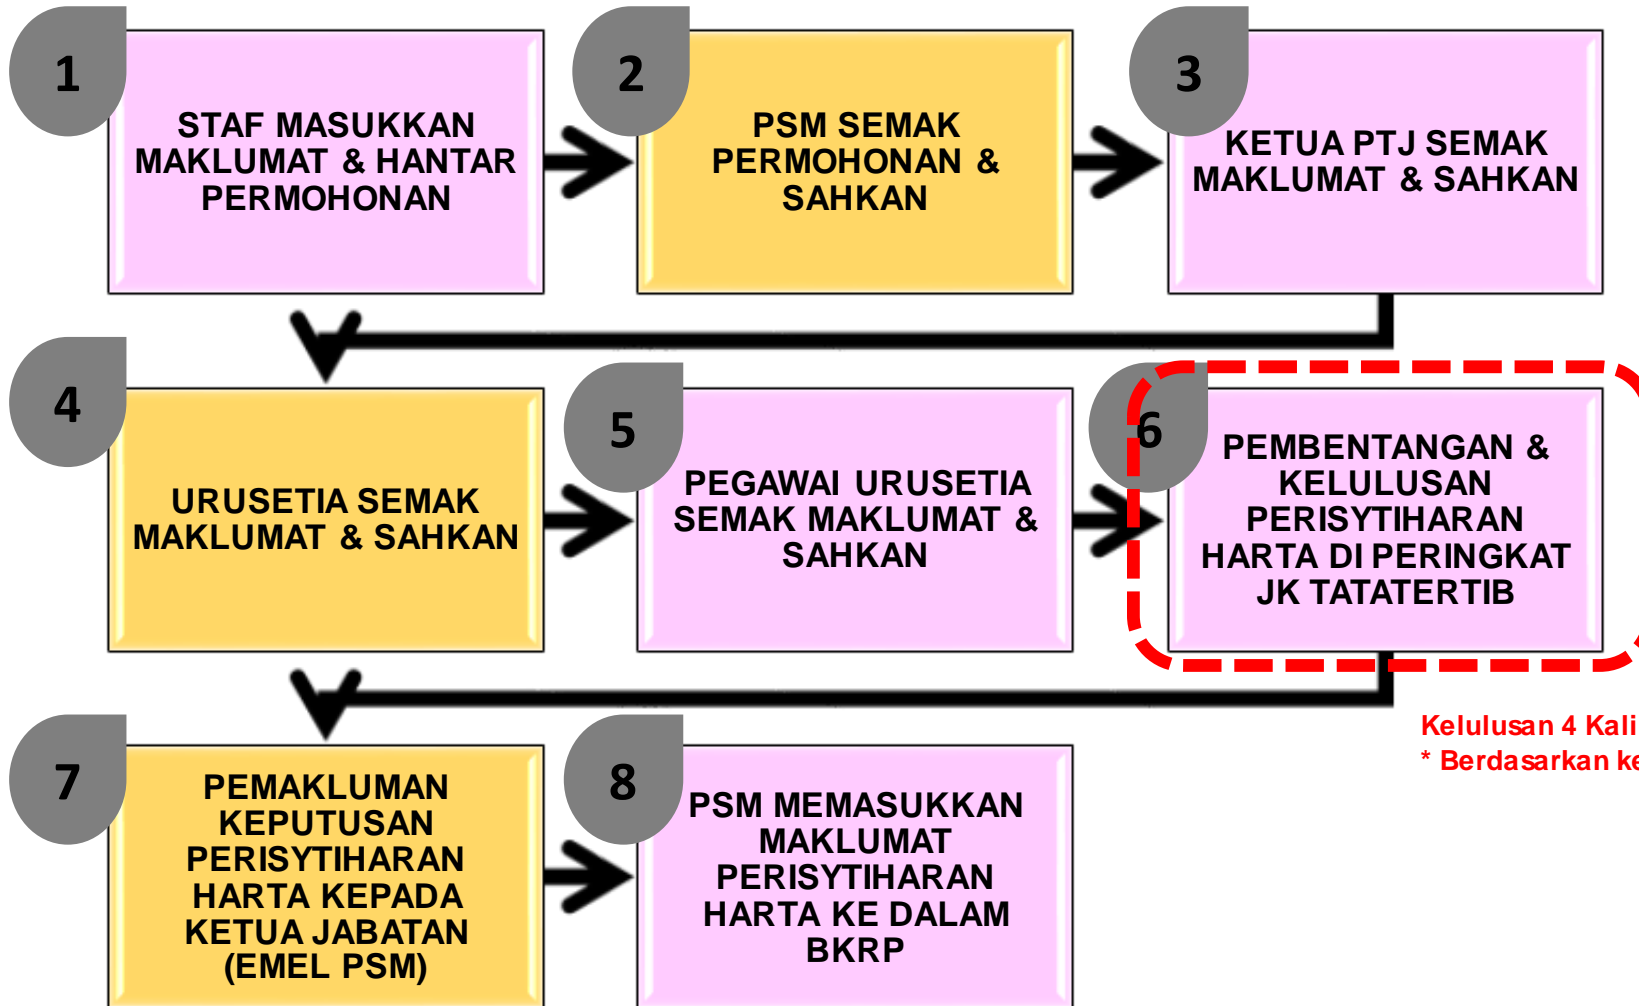 1
STAF MASUKKAN
MAKLUMAT & HANTAR
PERMOHONAN
2
PSM SEMAK
PERMOHONAN &
SAHKAN
3
KETUA PTJ SEMAK
MAKLUMAT & SAHKAN
4
URUSETIA SEMAK
MAKLUMAT & SAHKAN
5
PEGAWAI URUSETIA
SEMAK MAKLUMAT &
SAHKAN
6
PEMBENTANGAN &
KELULUSAN
PERISYTIHARAN
HARTA DI PERINGKAT
JK TATATERTIB
Kelulusan 4 Kali
* Berdasarkan
7
PEMAKLUMAN
KEPUTUSAN
PERISYTIHARAN
HARTA KEPADA
KETUA JABATAN
(EMEL PSM)
8
PSM MEMASUKKAN
MAKLUMAT
PERISYTIHARAN
HARTA KE DALAM
BKRP